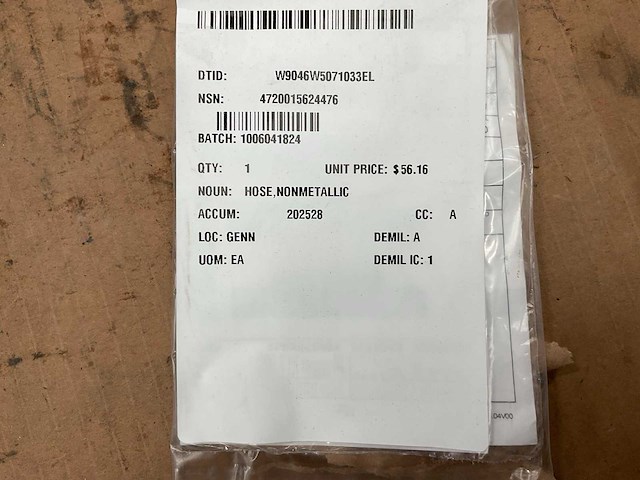 DTID: W9046W5071033EL
NSN: 4720015624476
BATCH: 1006041824
QTY: 1 UNIT PRICE: $56.16
NOUN: HOSE,NONMETALLIC
ACCUM: 202528 CC: A
LOC: GENN DEMIL: A
UOM: EA DEMIL IC: 1
04V00